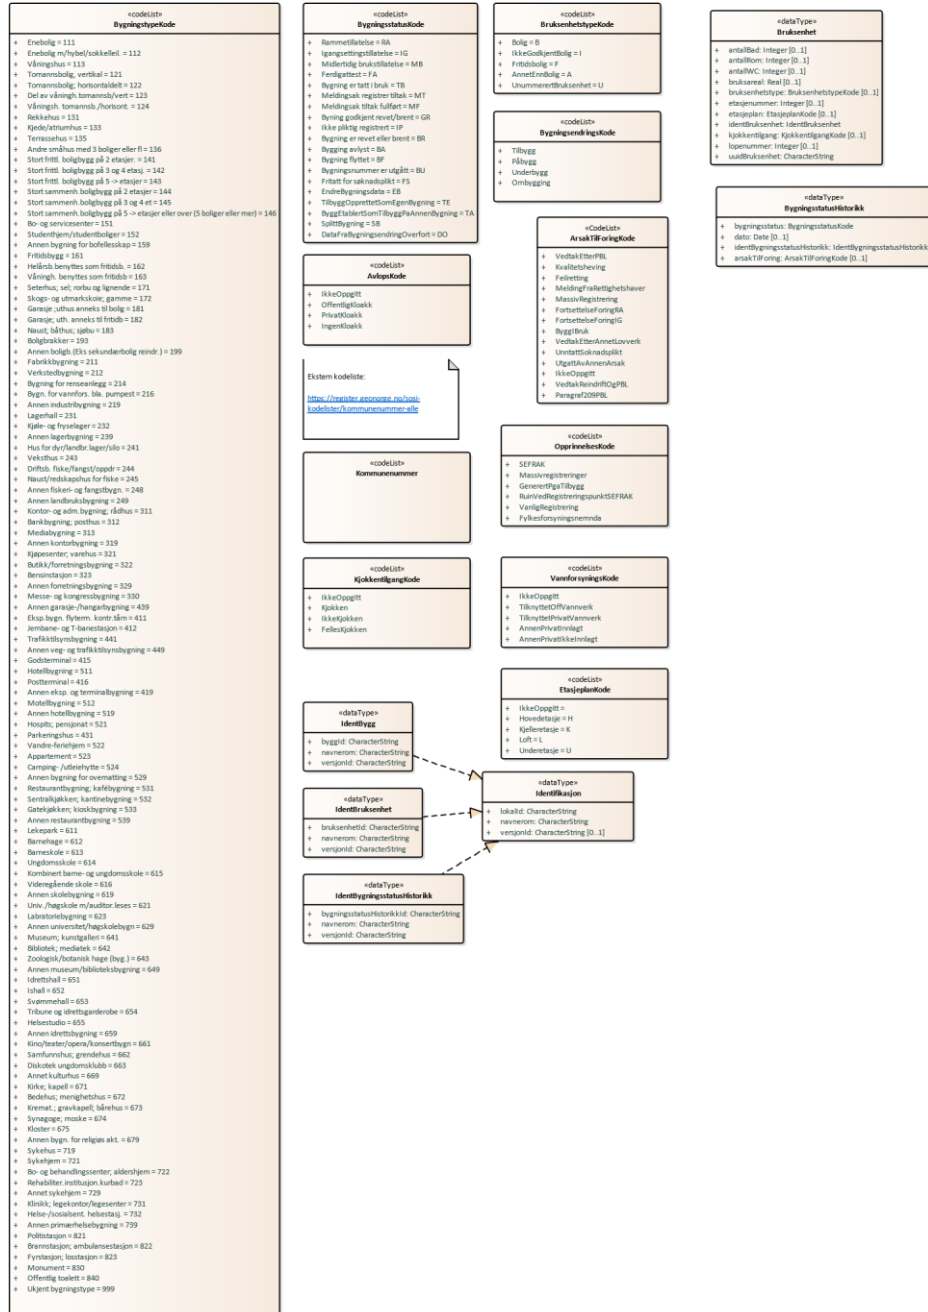 «codeList»
BygningstypeKode
+ Enebolig = 111
+ Enebolig m/hybel/sokkelleil. = 112
+ Våningshus = 113
+ Tomannsbolig, vertikal = 121
+ Tomannsbolig; horisontaldelt = 122
+ Del av våningh.tomannsb/vert = 123
+ Våningsh. tomannsb./horisont. = 124
+ Rekkehus = 131
+ Kjede/atriumhus = 133
+ Terrassehus = 135
+ Andre småhus med 3 boliger eller fl = 136
+ Stort frittl. boligbygg på 2 etasjer. = 141
+ Stort frittl. boligbygg på 3 og 4 etasj. = 142
+ Stort frittl. boligbygg på 5 -> etasjer = 143
+ Stort sammenh. boligbygg på 2 etasjer = 144
+ Stort sammenh. boligbygg på 3 og 4 et = 145
+ Stort sammenh.boligbygg på 5 -> etasjer eller over (5 boliger eller mer) = 146
+ Bo- og servicesenter = 151
+ Studenthjem/studentboliger = 152
+ Annen bygning for bofellesskap = 159
+ Fritidsbygg = 161
+ Helårsb.benyttes som fritidsb. = 162
+ Våningh. benyttes som fritidsb = 163
+ Seterhus; sel; rorbu og lignende = 171
+ Skogs- og utmarkskoie; gamme = 172
+ Garasje ;uthus anneks til bolig = 181
+ Garasje; uth. anneks til fritidb = 182
+ Naust; båthus; sjøbu = 183
+ Boligbrakker = 193
+ Annen boligb.(Eks sekundærbolig reindr.) = 199
+ Fabrikkbygning = 211
+ Verkstedbygning = 212
+ Bygning for renseanlegg = 214
+ Bygn. for vannfors. bla. pumpest = 216
+ Annen industribygning = 219
+ Lagerhall = 231
+ Kjøle- og fryselager = 232
+ Annen lagerbygning = 239
+ Hus for dyr/landbr.lager/silo = 241
+ Veksthus = 243
+ Driftsb. fiske/fangst/oppdr = 244
+ Naust/redskapshus for fiske = 245
+ Annen fiskeri- og fangstbygn. = 248
+ Annen landbruksbygning = 249
+ Kontor- og adm.bygning; rådhus = 311
+ Bankbygning; posthus = 312
+ Mediabygning = 313
+ Annen kontorbygning = 319
+ Kjøpesenter; varehus = 321
+ Butikk/forretningsbygning = 322
+ Bensinstasjon = 323
+ Annen forretningsbygning = 329
+ Messe- og kongressbygning = 330
+ Annen garasje-/hangarbygning = 439
+ Eksp.bygn. flyterm. kontr.tårn = 411
+ Jernbane- og T-banestasjon = 412
+ Trafikktilsynsbygning = 441
+ Annen veg- og trafikktilsynsbygning = 449
+ Godsterminal = 415
+ Hotellbygning = 511
+ Postterminal = 416
+ Annen eksp. og terminalbygning = 419
+ Motellbygning = 512
+ Annen hotellbygning = 519
+ Hospits; pensjonat = 521
+ Parkeringshus = 431
+ Vandre-feriehjem = 522
+ Appartement = 523
+ Camping- /utleiehytte = 524
+ Annen bygning for overnatting = 529
+ Restaurantbygning; kafébygning = 531
+ Sentralkjøkken; kantinebygning = 532
+ Gatekjøkken; kioskbygning = 533
+ Annen restaurantbygning = 539
+ Lekepark = 611
+ Barnehage = 612
+ Barneskole = 613
+ Ungdomsskole = 614
+ Kombinert barne- og ungdomsskole = 615
+ Videregående skole = 616
+ Annen skolebygning = 619
+ Univ./høgskole m/auditor.leses = 621
+ Labratoriebygning = 623
+ Annen universitet/høgskolebygn = 629
+ Museum; kunstgalleri = 641
+ Bibliotek; mediatek = 642
+ Zoologisk/botanisk hage (byg.) = 643
+ Annen museum/biblioteksbygning = 649
+ Idrettshall = 651
+ Ishall = 652
+ Svømmehall = 653
+ Tribune og idrettsgarderobe = 654
+ Helsestudio = 655
+ Annen idrettsbygning = 659
+ Kino/teater/opera/konsertbygn = 661
+ Samfunnshus; grendehus = 662
+ Diskotek ungdomsklubb = 663
+ Annet kulturhus = 669
+ Kirke; kapell = 671
+ Bedehus; menighetshus = 672
+ Kremat.; gravkapell; bårehus = 673
+ Synagoge; moske = 674
+ Kloster = 675
+ Annen bygn. for religiøs akt. = 679
+ Sykehus = 719
+ Sykehjem = 721
+ Bo- og behandlingssenter; aldershjem = 722
+ Rehabiliter.institusjon.kurbad = 723
+ Annet sykehjem = 729
+ Klinikk; legekontor/legesenter = 731
+ Helse-/sosialsent. helsestasj. = 732
+ Annen primærhelsebygning = 739
+ Politistasjon = 821
+ Brannstasjon; ambulansestasjon = 822
+ Fyrstasjon; losstasjon = 823
+ Monument = 830
+ Offentlig toalett = 840
+ Ukjent bygningstype = 999
«codeList»
BygningsstatusKode
+ Rammetillatelse = RA
+ Igangsettingstillatelse = IG
+ Midlertidig brukstillatelse = MB
+ Ferdigattest = FA
+ Bygning er tatt i bruk = TB
+ Meldingsak registrer tiltak = MT
+ Meldingsak tiltak fullført = MF
+ Byning godkjent revet/brent = GR
+ Ikke pliktig registrert = IP
+ Bygning er revet eller brent = BR
+ Bygging avlyst = BA
+ Bygning flyttet = BF
+ Bygningsnummer er utgått = BU
+ Fritatt for søknadsplikt = FS
+ EndreBygningsdata = EB
+ TilbyggOpprettetSomEgenBygning = TE
+ ByggEtablertSomTilbyggPaAnnenBygning = TA
+ SplittBygning = SB
+ DataFraBygningsendringOverfort = DO
«codeList»
AvlopsKode
+ IkkeOppgitt
+ OffentligKloakk
+ PrivatKloakk
+ IngenKloakk
Ekstern kodeliste:
https://register.geonorge.no/sosi-
kodelister/kommunenummer-alle
«codeList»
Kommunenummer
«codeList»
KjokkentilgangKode
+ IkkeOppgitt
+ Kjokken
+ IkkeKjokken
+ FellesKjokken
«dataType»
IdentBygg
+ byggId: CharacterString
+ navnerom: CharacterString
+ versjonId: CharacterString
«dataType»
IdentBruksenhet
+ bruksenhetId: CharacterString
+ navnerom: CharacterString
+ versjonId: CharacterString
«dataType»
IdentBygningsstatusHistorikk
+ bygningsstatusHistorikkId: CharacterString
+ navnerom: CharacterString
+ versjonId: CharacterString
«codeList»
BruksenhetstypeKode
+ Bolig = B
+ IkkeGodkjentBolig = I
+ Fritidsbolig = F
+ AnnetEnnBolig = A
+ UnummerertBruksenhet = U
«codeList»
BygningsendringsKode
+ Tilbygg
+ Påbygg
+ Underbygg
+ Ombygging
«CodeList»
ArsakTilForingKode
+ VedtakEtterPBL
+ Kvalitetsheving
+ Feilretting
+ MeldingFraRettighetshaver
+ MassivRegistrering
+ FortsettelseForingRA
+ FortsettelseForingIG
+ ByggIBruk
+ VedtakEtterAnnetLovverk
+ UnntattSoknadsplikt
+ UtgattAvAnnenArsak
+ IkkeOppgitt
+ VedtakReindriftOgPBL
+ Paragraf209PBL
«codeList»
OpprinnelsesKode
+ SEFRAK
+ Massivregistreringer
+ GenerertPgaTilbygg
+ RuinVedRegistreringspunktSEFRAK
+ VanligRegistrering
+ Fylkesforsyningsnemnda
«codeList»
VannforsyningsKode
+ IkkeOppgitt
+ TilknyttetOffVannverk
+ TilknyttetPrivatVannverk
+ AnnenPrivatInnlagt
+ AnnenPrivatIkkeInnlagt
«codeList»
EtasjeplanKode
+ IkkeOppgitt =
+ Hovedetasje = H
+ Kjelleretasje = K
+ Loft = L
+ Underetasje = U
«dataType»
Identifikasjon
+ lokalId: CharacterString
+ navnerom: CharacterString
+ versjonId: CharacterString [0..1]
«dataType»
Bruksenhet
+ antallBad: Integer [0..1]
+ antallRom: Integer [0..1]
+ antallWC: Integer [0..1]
+ bruksareal: Real [0..1]
+ bruksenhetstype: BruksenhetstypeKode [0..1]
+ etasjenummer: Integer [0..1]
+ etasjeplan: EtasjeplanKode [0..1]
+ identBruksenhet: IdentBruksenhet
+ kjokkentilgang: KjokkentilgangKode [0..1]
+ lopenummer: Integer [0..1]
+ uuidBruksenhet: CharacterString
«dataType»
BygningsstatusHistorikk
+ bygningsstatus: BygningsstatusKode
+ dato: Date [0..1]
+ identBygningsstatusHistorikk: IdentBygningsstatusHistorikk
+ arsakTilForing: ArsakTilForingKode [0..1]